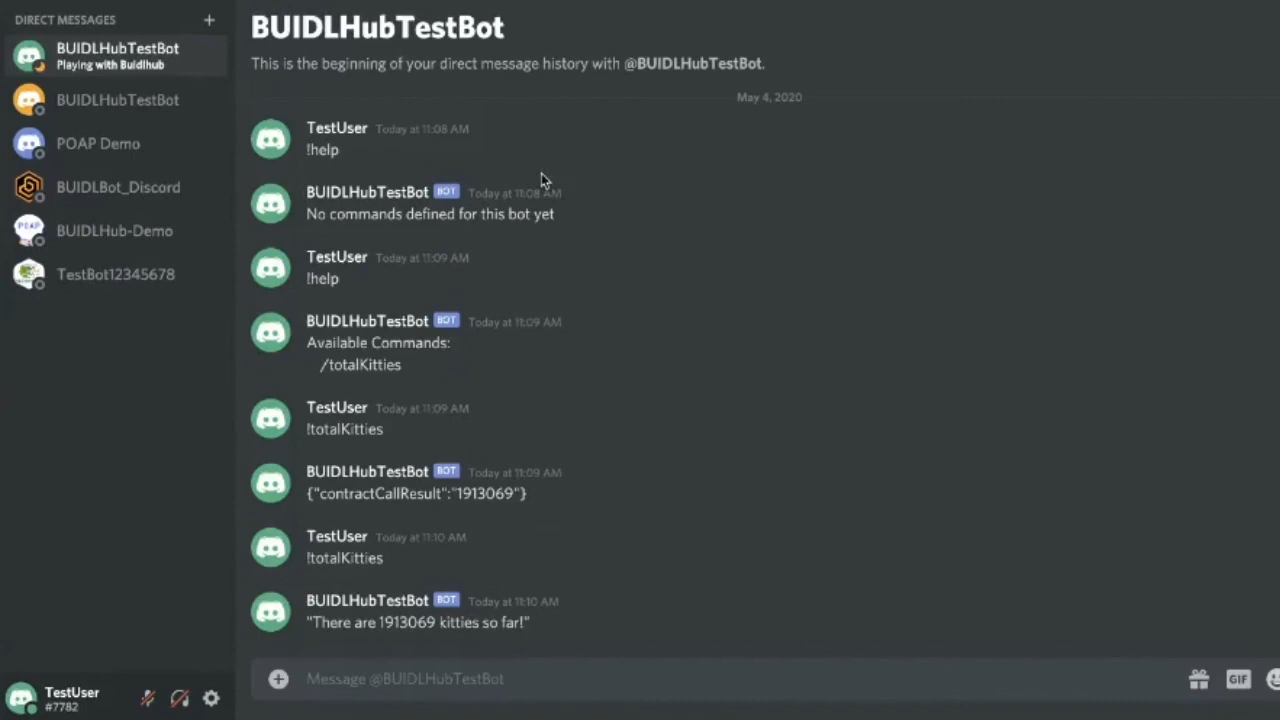 DIRECT MESSAGES +
BUIDLHubTestBot
Playing with Buidlhub
BUIDLHubTestBot
POAP Demo
BUIDLBot_Discord
POAP
BUIDLHub-Demo
TestBot12345678
TestUser
#7782
BUIDLHubTestBot
This is the beginning of your direct message history with @BUIDLHubTestBot.
May 4, 2020
TestUser Today at 11:08 AM
!help
BUIDLHubTestBot BOT Today at 11:08 AM
No commands defined for this bot yet
TestUser Today at 11:09 AM
!help
BUIDLHubTestBot BOT Today at 11:09 AM
Available Commands:
/totalKitties
TestUser Today at 11:09 AM
!totalKitties
BUIDLHubTestBot BOT Today at 11:09 AM
{"contractCallResult":"1913069"}
TestUser Today at 11:10 AM
!totalKitties
BUIDLHubTestBot BOT Today at 11:10 AM
"There are 1913069 kitties so far!"
Message @BUIDLHubTestBot
GIF